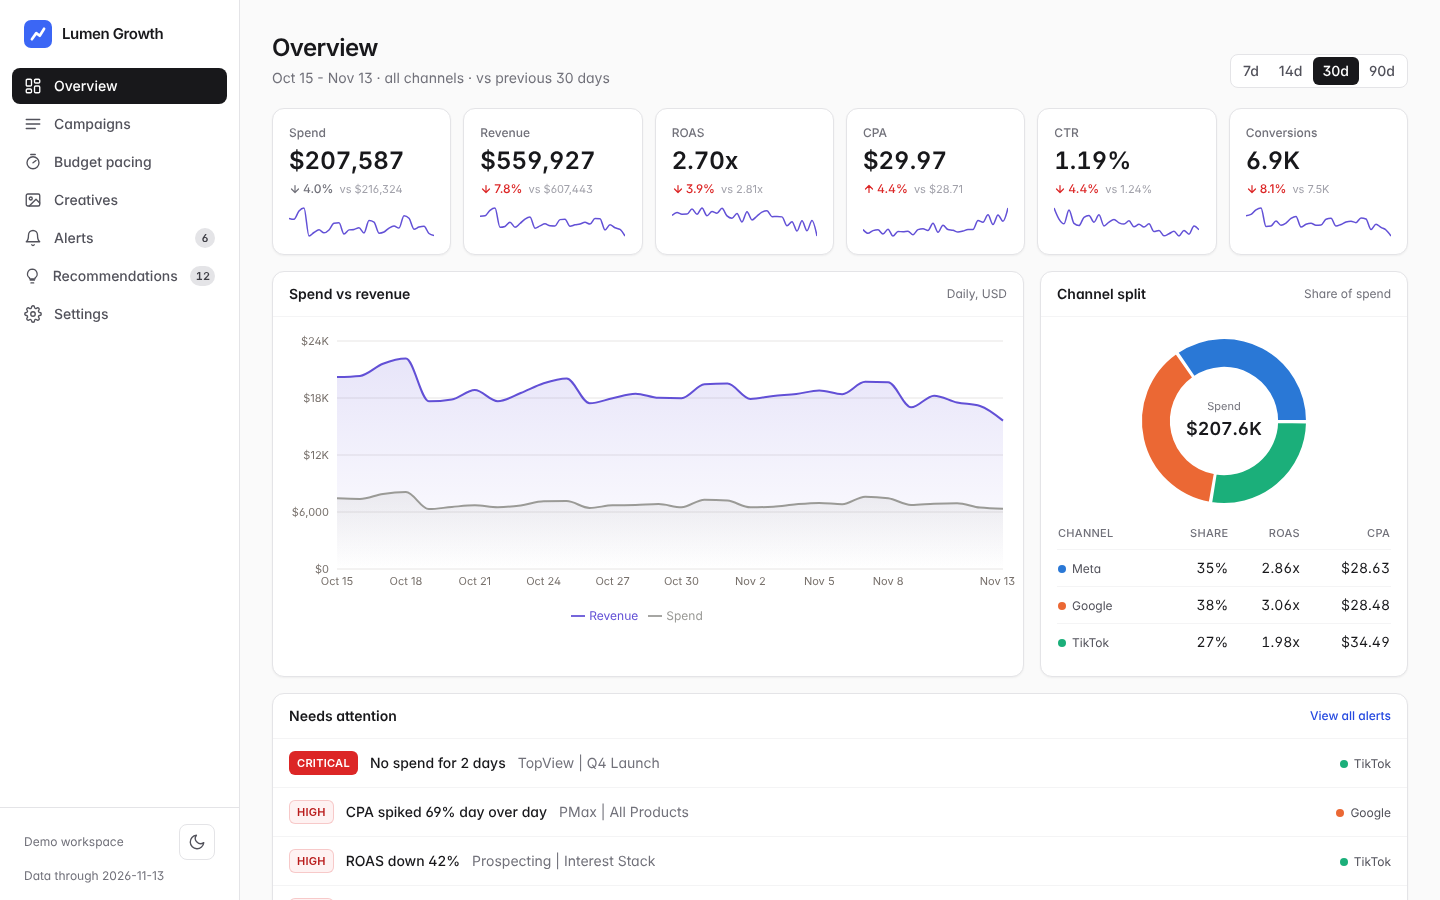 Lumen Growth
Overview
Campaigns
Budget pacing
Creatives
Alerts 6
Recommendations 12
Settings
Demo workspace
Data through 2026-11-13
Overview
Oct 15 - Nov 13 · all channels · vs previous 30 days
7d 14d 30d 90d
Spend
$207,587
↓ 4.0% vs $216,324
Revenue
$559,927
↓ 7.8% vs $607,443
ROAS
2.70x
↓ 3.9% vs 2.81x
CPA
$29.97
↑ 4.4% vs $28.71
CTR
1.19%
↓ 4.4% vs 1.24%
Conversions
6.9K
↓ 8.1% vs 7.5K
Spend vs revenue Daily, USD
$24K
$18K
$12K
$6,000
$0
Oct 15 Oct 18 Oct 21 Oct 24 Oct 27 Oct 30 Nov 2 Nov 5 Nov 8 Nov 13
Revenue Spend
Channel split Share of spend
Spend
$207.6K
CHANNEL SHARE ROAS CPA
Meta 35% 2.86x $28.63
Google 38% 3.06x $28.48
TikTok 27% 1.98x $34.49
Needs attention View all alerts
CRITICAL No spend for 2 days TopView | Q4 Launch TikTok
HIGH CPA spiked 69% day over day PMax | All Products Google
HIGH ROAS down 42% Prospecting | Interest Stack TikTok